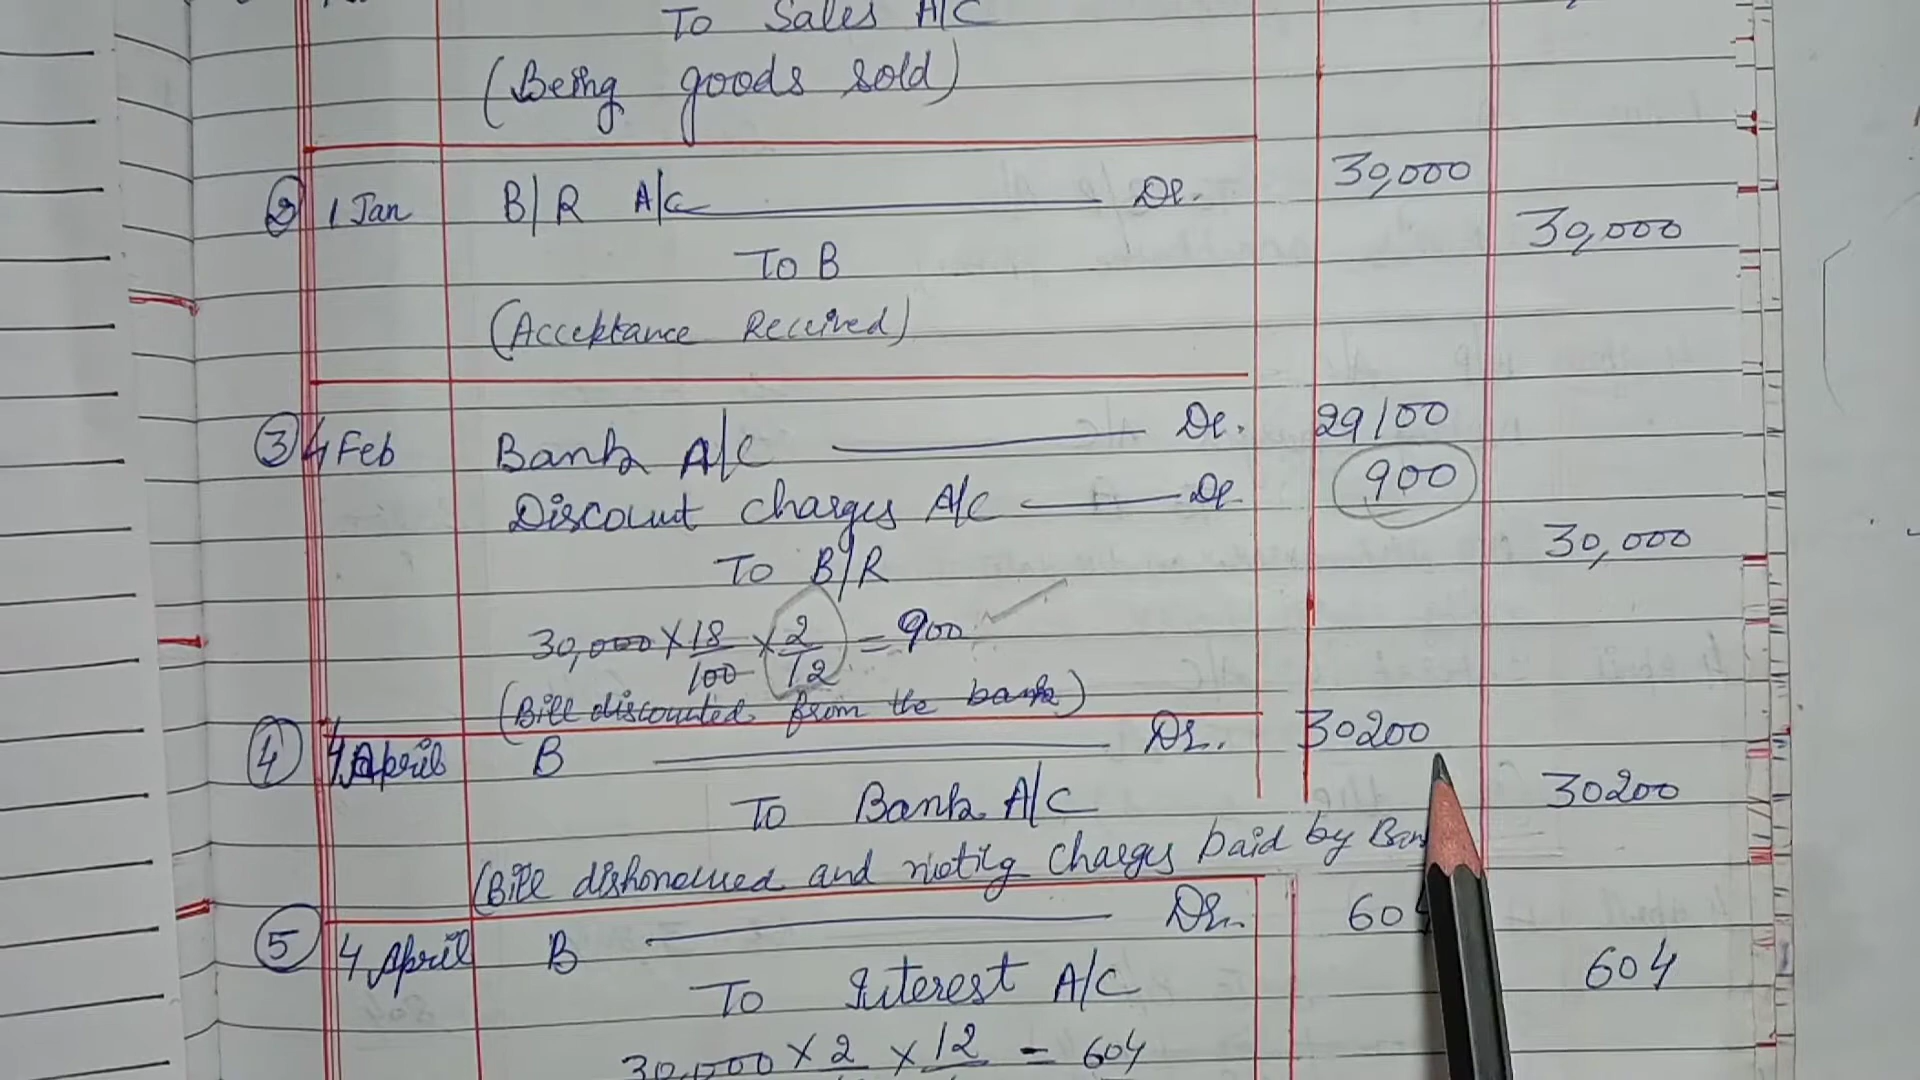 To Sales A/C
(Being goods sold)
② 1 Jan B/R A/c Dr. 30,000
To B 30,000
(Acceptance Received)
③ 4 Feb Bank A/C Dr. 29100
Discount charges A/C Dr. 900
To B/R 30,000
30,000 × 18/100 × 2/12 = 900
(Bill discounted from the bank)
④ 4 April B Dr. 30200
To Bank A/C 30200
(Bill dishonoured and noting charges paid by
⑤ 4 April B Dr. 604
To Interest A/C 604
30,000 × 2 × 12 = 604